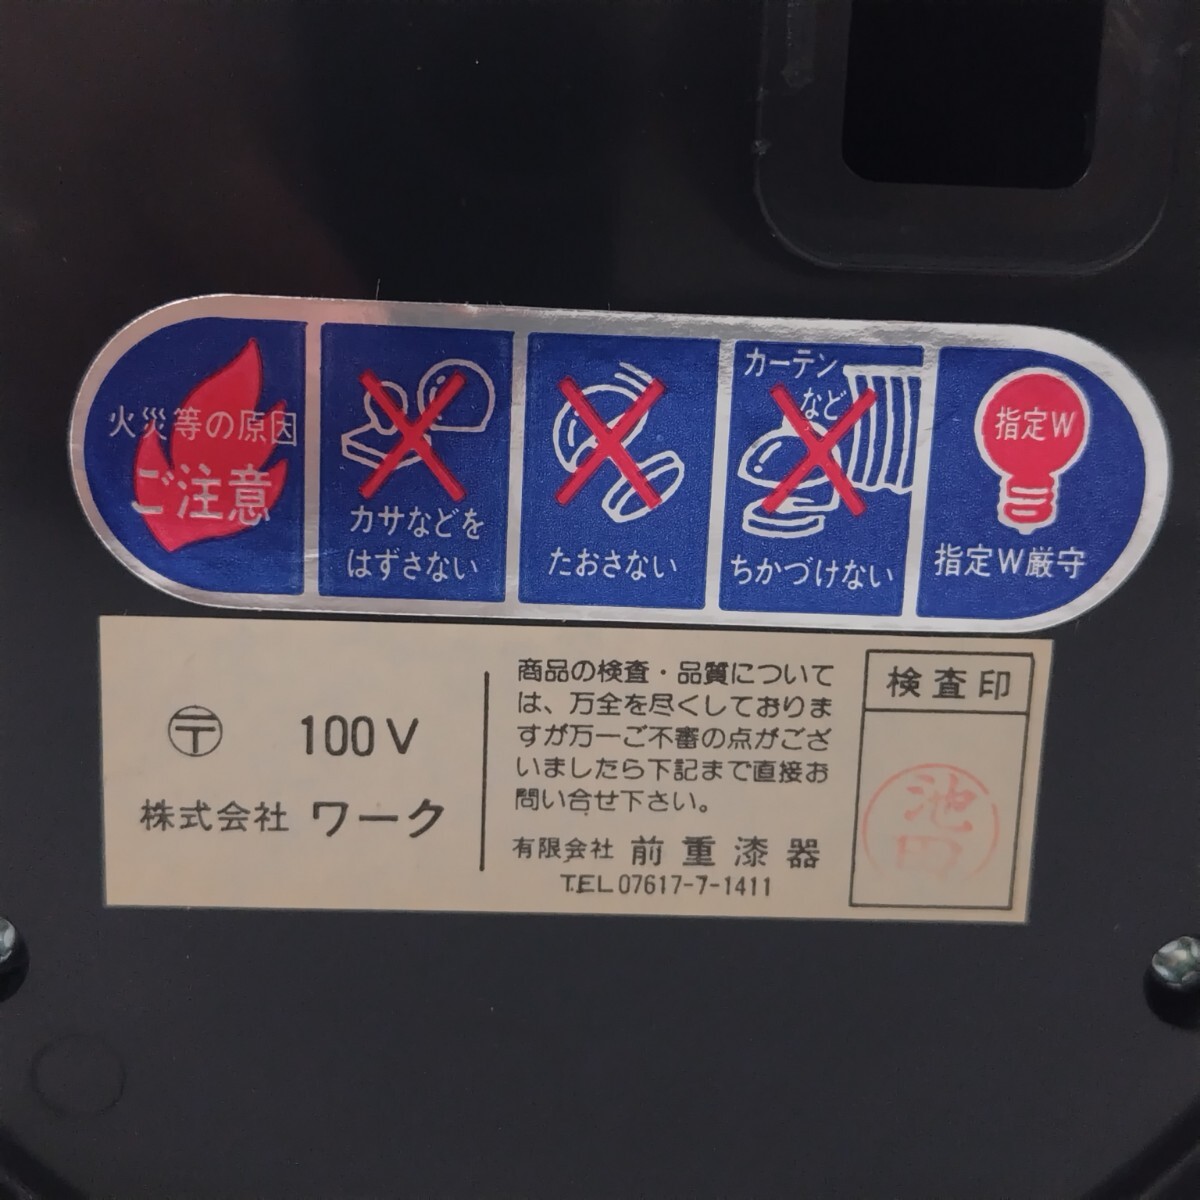 火災等の原因
ご注意
カサなどを
はずさない
たおさない
カーテン
など
ちかづけない
指定W
指定W厳守
〒 100V
株式会社 ワーク
商品の検査・品質について
は、万全を尽くしておりま
すが万一ご不審の点がござ
いましたら下記まで直接お
問い合せ下さい。
有限会社 前重漆器
TEL07617-7-1411
検査印
池